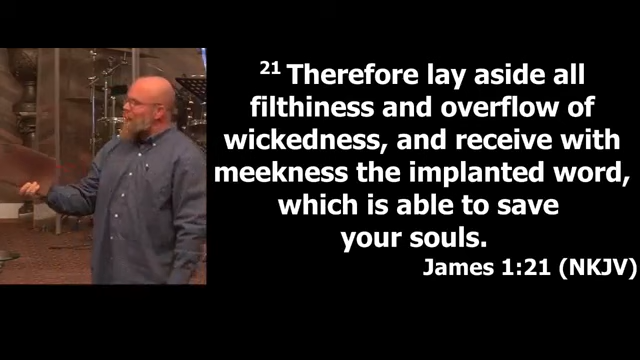 21 Therefore lay aside all
filthiness and overflow of
wickedness, and receive with
meekness the implanted word,
which is able to save
your souls.
James 1:21 (NKJV)